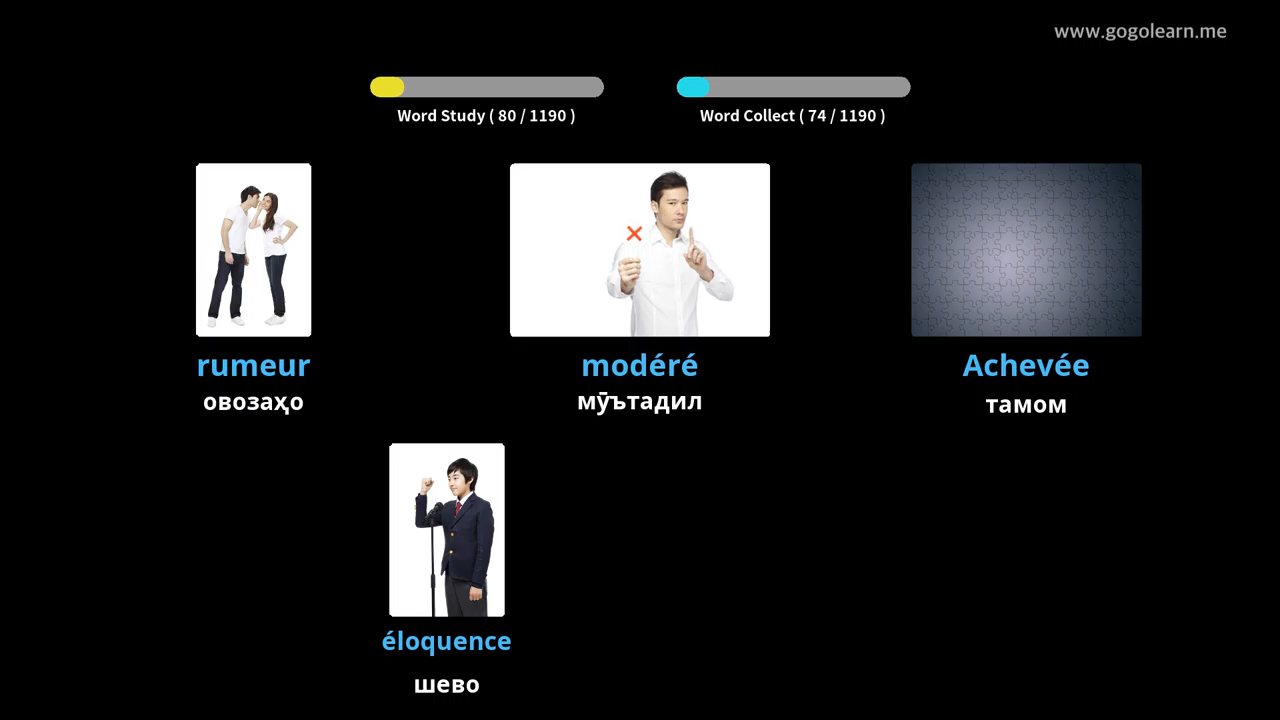 www.gogolearn.me
Word Study ( 80 / 1190 )
Word Collect ( 74 / 1190 )
rumeur
modéré
Achevée
овозаҳо
мӯътадил
тамом
éloquence
шево